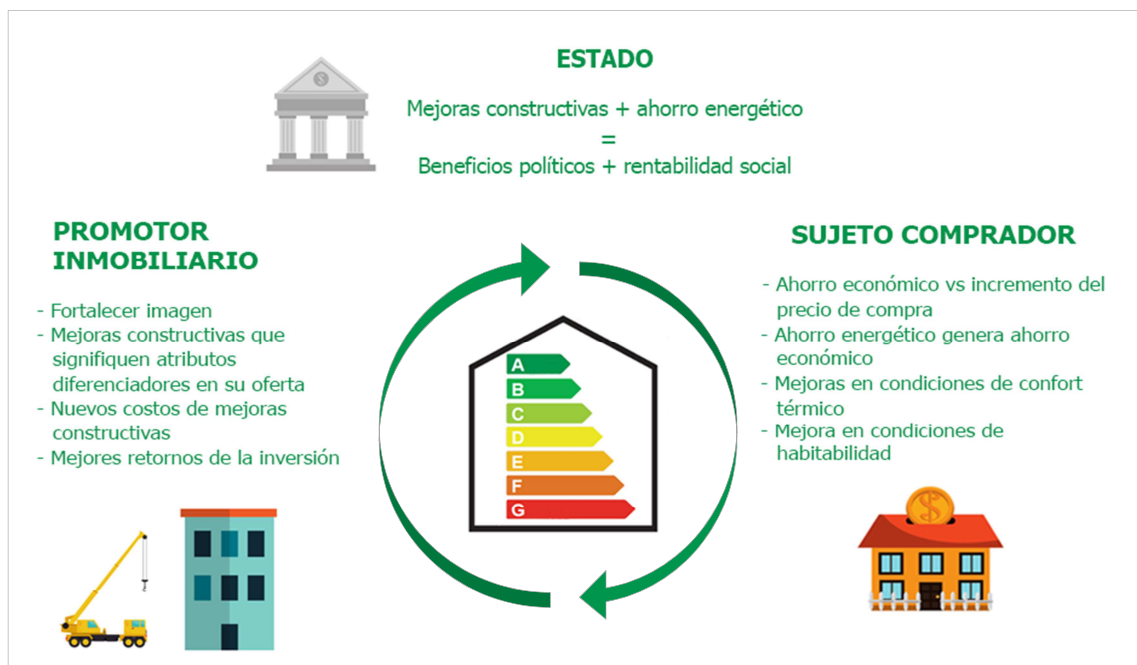 ESTADO
Mejoras constructivas + ahorro energético
=
Beneficios políticos + rentabilidad social
PROMOTOR
INMOBILIARIO
- Fortalecer imagen
- Mejoras constructivas que
signifiquen atributos
diferenciadores en su oferta
- Nuevos costos de mejoras
constructivas
- Mejores retornos de la inversión
A
B
C
D
E
F
G
SUJETO COMPRADOR
- Ahorro económico vs incremento del
precio de compra
- Ahorro energético genera ahorro
económico
- Mejoras en condiciones de confort
térmico
- Mejora en condiciones de
habitabilidad
$
$